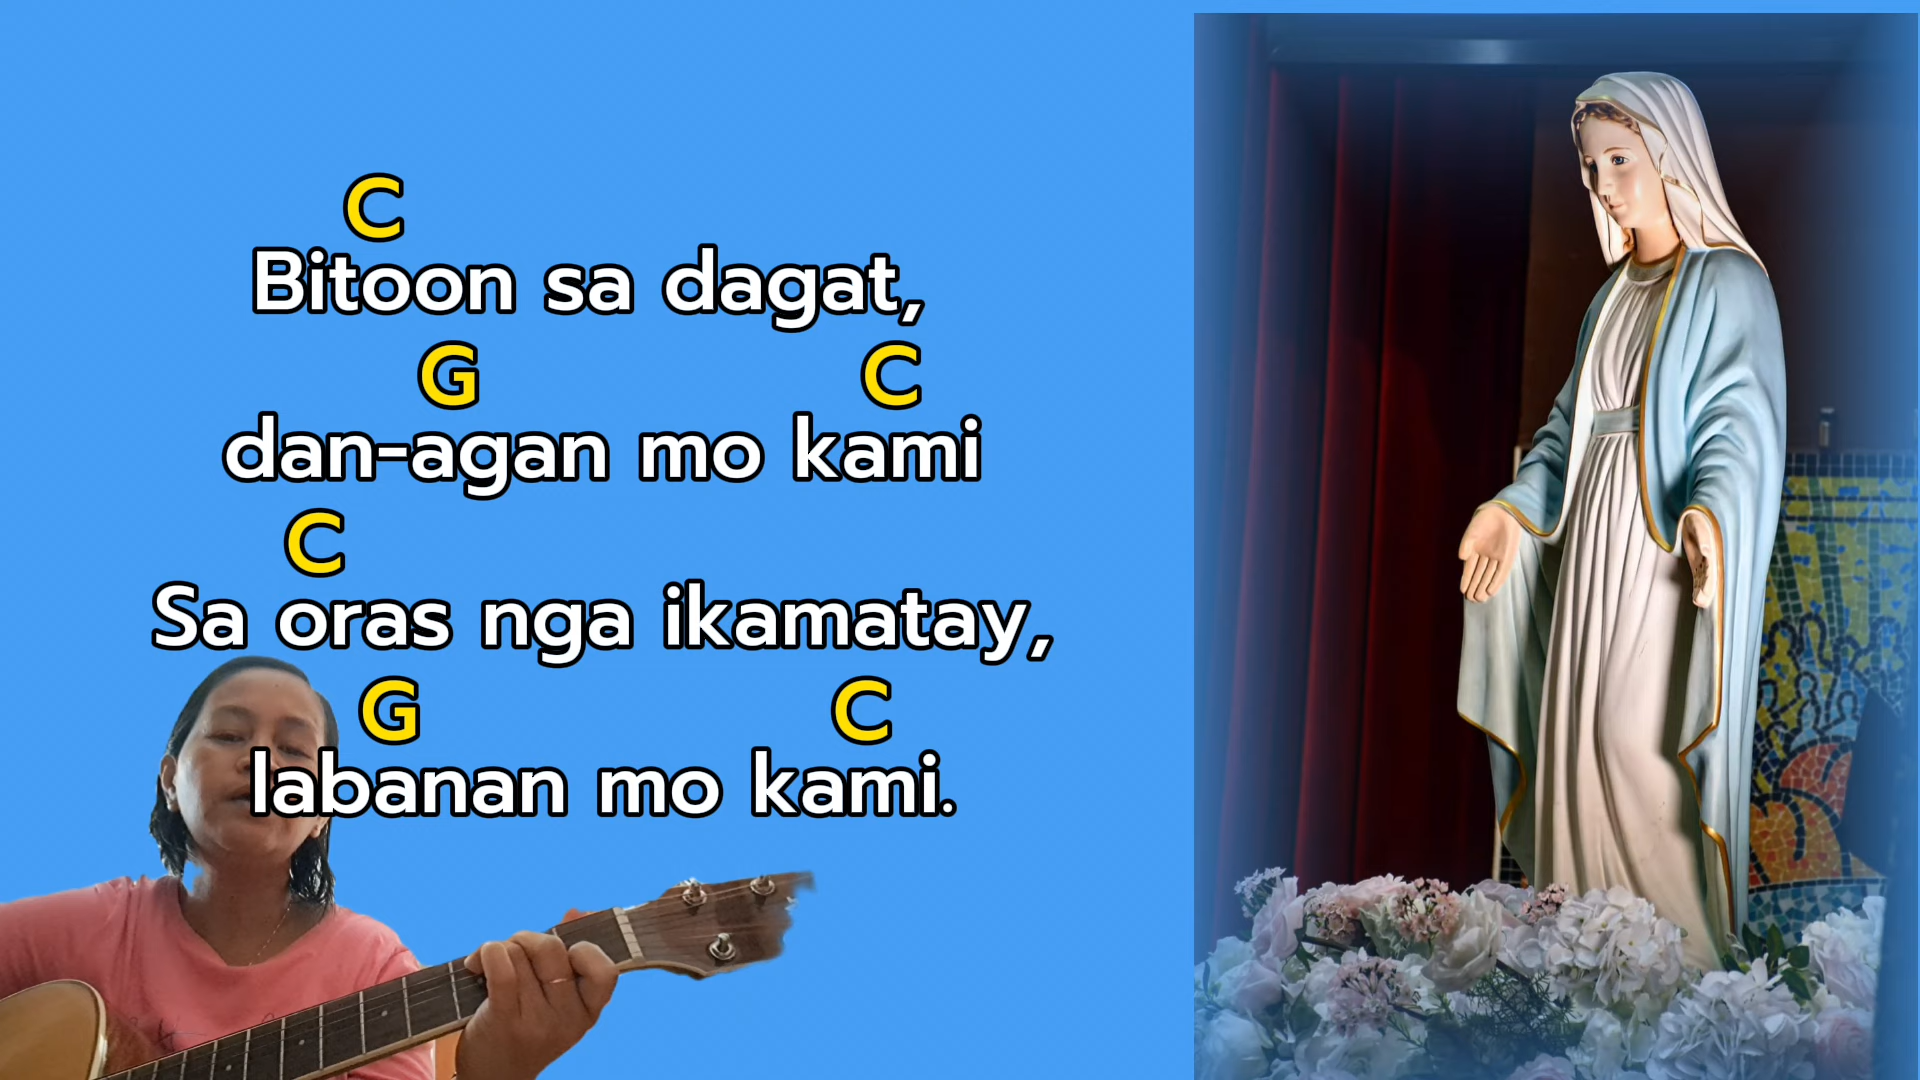 C
Bitoon sa dagat,
G C
dan-agan mo kami
C
Sa oras nga ikamatay,
G C
labanan mo kami.